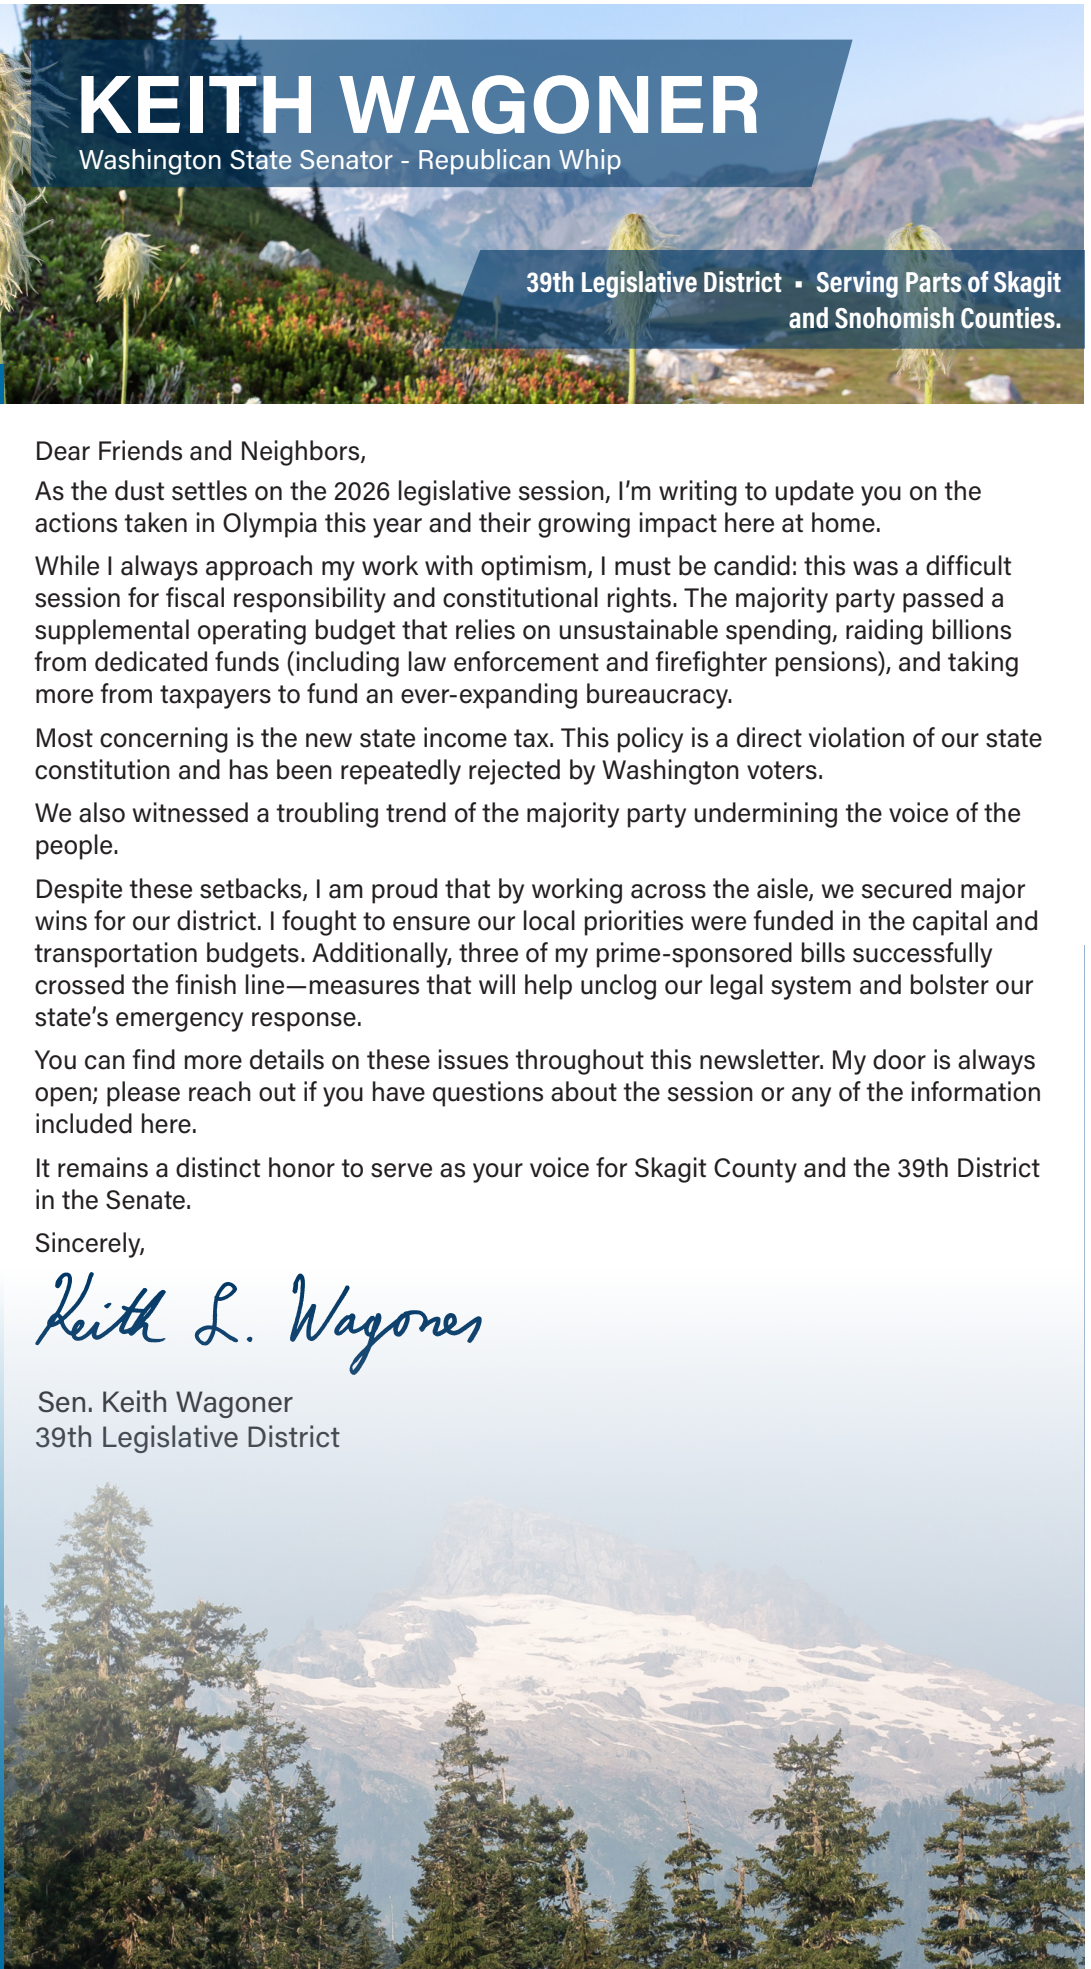 KEITH WAGONER
Washington State Senator - Republican Whip
39th Legislative District ▪ Serving Parts of Skagit
and Snohomish Counties.
Dear Friends and Neighbors,
As the dust settles on the 2026 legislative session, I’m writing to update you on the
actions taken in Olympia this year and their growing impact here at home.
While I always approach my work with optimism, I must be candid: this was a difficult
session for fiscal responsibility and constitutional rights. The majority party passed a
supplemental operating budget that relies on unsustainable spending, raiding billions
from dedicated funds (including law enforcement and firefighter pensions), and taking
more from taxpayers to fund an ever-expanding bureaucracy.
Most concerning is the new state income tax. This policy is a direct violation of our state
constitution and has been repeatedly rejected by Washington voters.
We also witnessed a troubling trend of the majority party undermining the voice of the
people.
Despite these setbacks, I am proud that by working across the aisle, we secured major
wins for our district. I fought to ensure our local priorities were funded in the capital and
transportation budgets. Additionally, three of my prime-sponsored bills successfully
crossed the finish line—measures that will help unclog our legal system and bolster our
state’s emergency response.
You can find more details on these issues throughout this newsletter. My door is always
open; please reach out if you have questions about the session or any of the information
included here.
It remains a distinct honor to serve as your voice for Skagit County and the 39th District
in the Senate.
Sincerely,
Keith L. Wagoner
Sen. Keith Wagoner
39th Legislative District